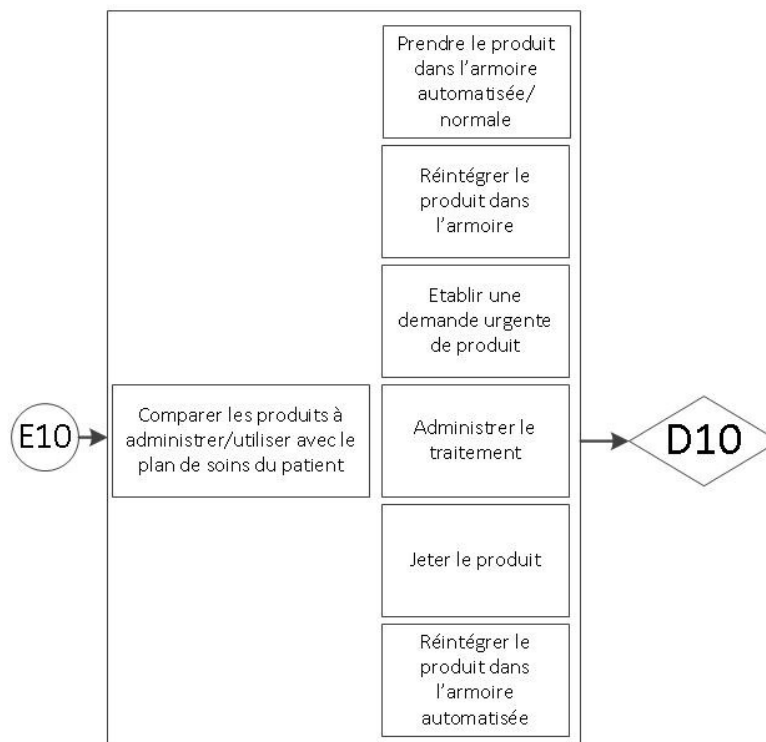 E10
Comparer les produits à
administrer/utiliser avec le
plan de soins du patient
Prendre le produit
dans l'armoire
automatisée/
normale
Réintégrer le
produit dans
l'armoire
Etablir une
demande urgente
de produit
Administrer le
traitement
Jeter le produit
Réintégrer le
produit dans
l'armoire
automatisée
D10